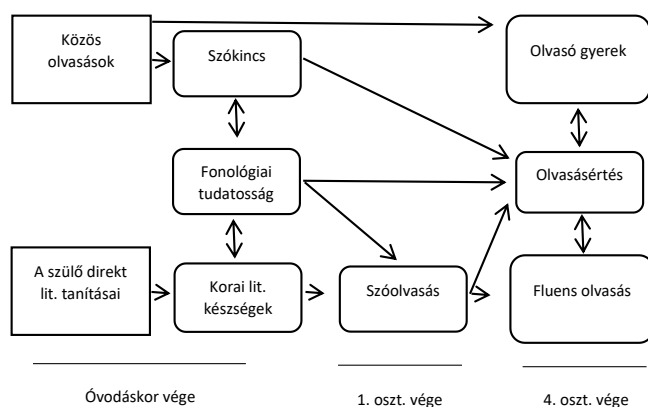 Közös
olvasások
Szókincs
Olvasó gyerek
Fonológiai
tudatosság
Olvasásértés
A szülő direkt
lit. tanításai
Korai lit.
készségek
Szóolvasás
Fluens olvasás
Óvodáskor vége
1. oszt. vége
4. oszt. vége